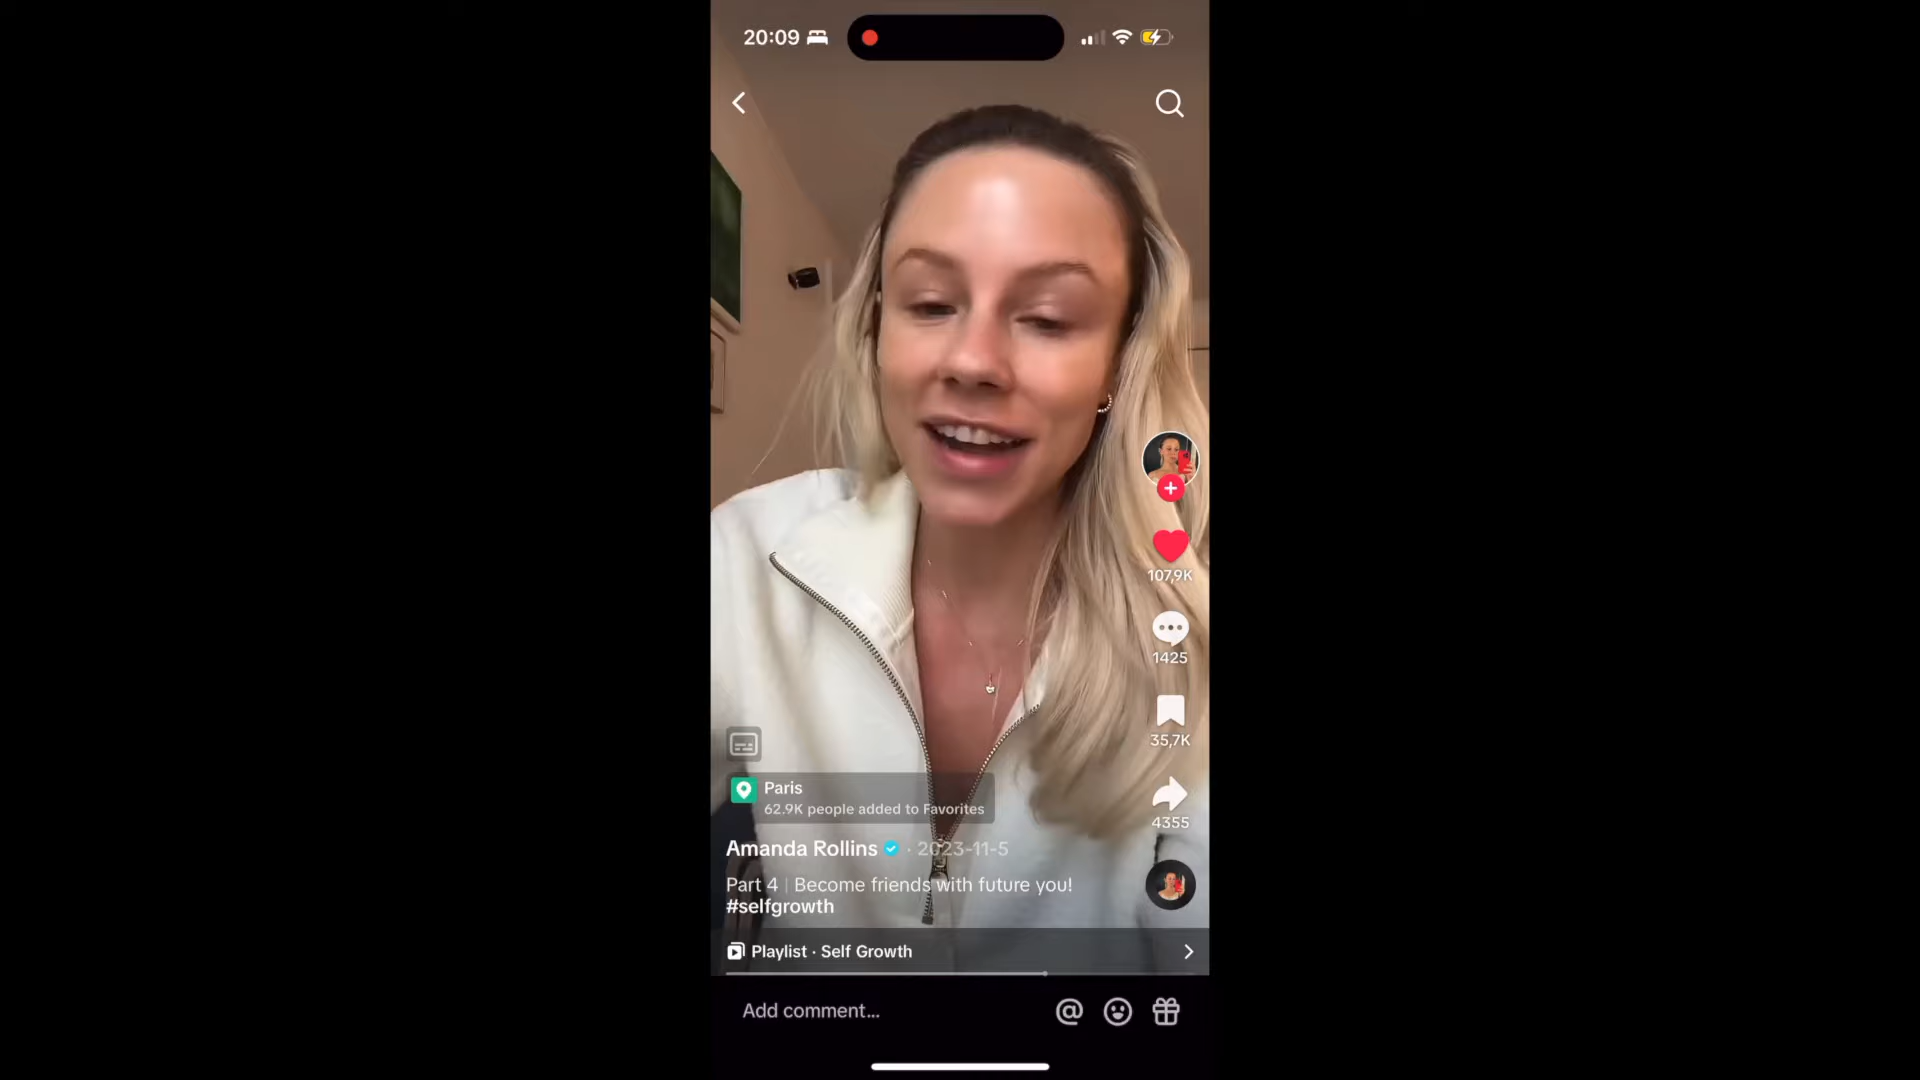 20:09
107,9K
1425
35,7K
4355
Paris
62.9K people added to Favorites
Amanda Rollins · 2023-11-5
Part 4 | Become friends with future you!
#selfgrowth
Playlist · Self Growth
Add comment...